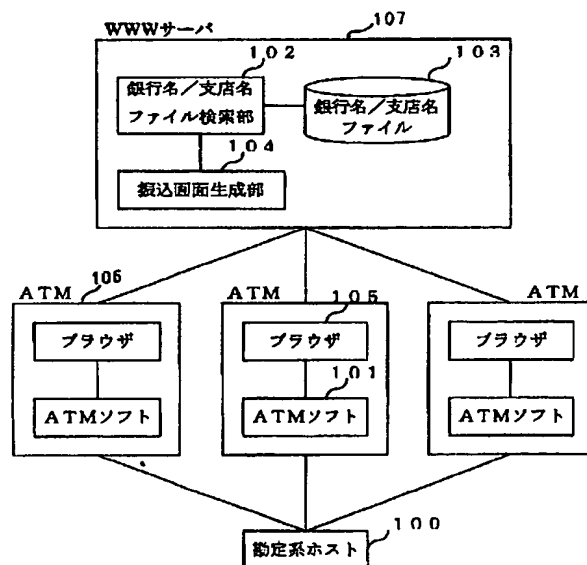 WWWサーバ
107
102
103
銀行名／支店名
ファイル検索部
銀行名／支店名
ファイル
104
振込画面生成部
106
ATM
ATM
ATM
105
ブラウザ
ブラウザ
ブラウザ
101
ATMソフト
ATMソフト
ATMソフト
100
勘定系ホスト